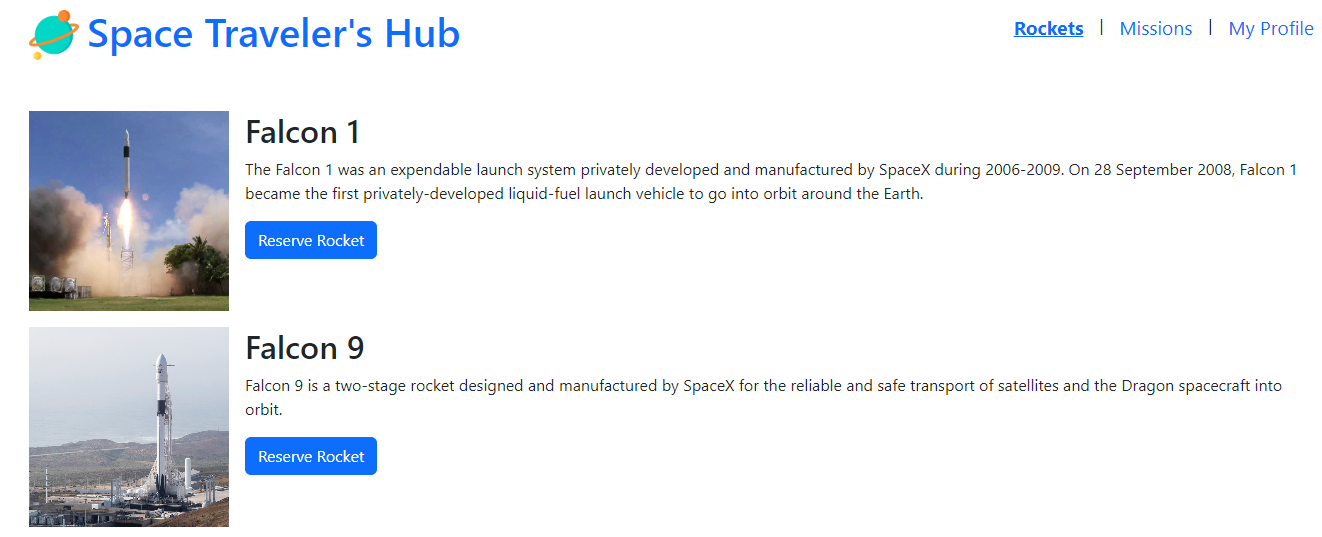 Space Traveler's Hub
Rockets | Missions | My Profile
Falcon 1
The Falcon 1 was an expendable launch system privately developed and manufactured by SpaceX during 2006-2009. On 28 September 2008, Falcon 1
became the first privately-developed liquid-fuel launch vehicle to go into orbit around the Earth.
Reserve Rocket
Falcon 9
Falcon 9 is a two-stage rocket designed and manufactured by SpaceX for the reliable and safe transport of satellites and the Dragon spacecraft into
orbit.
Reserve Rocket